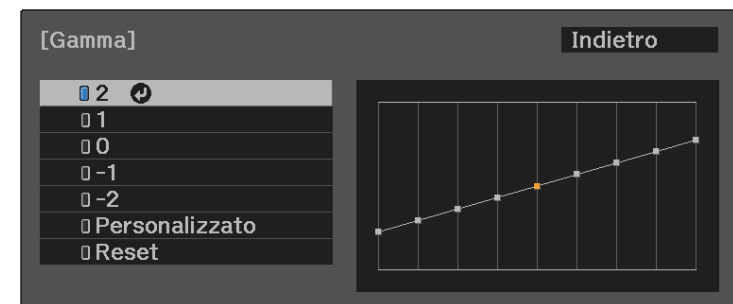 [Gamma]
Indietro
2
1
0
-1
-2
Personalizzato
Reset